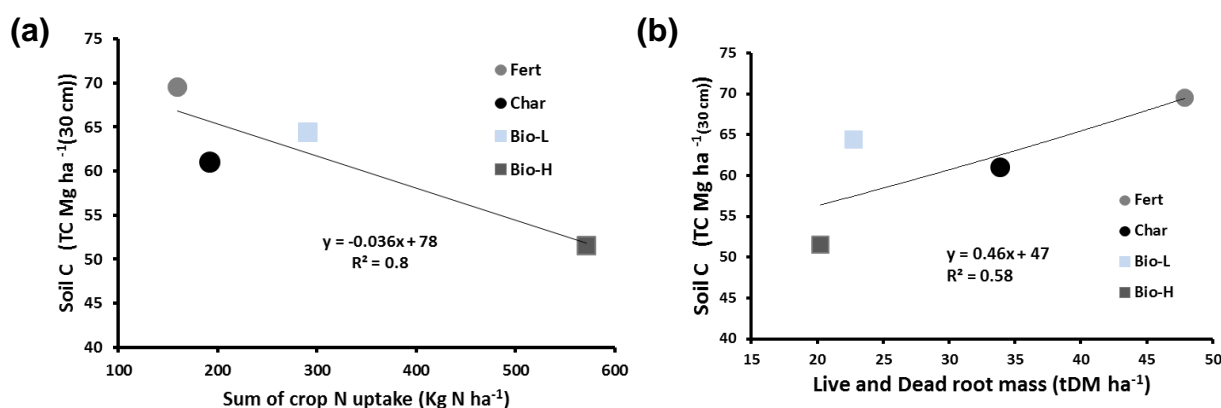 (a)
Soil C (TC Mg ha -1(30 cm))
75
70
65
60
55
50
45
40
Fert
Char
Bio-L
Bio-H
y = -0.036x + 78
R² = 0.8
100 200 300 400 500 600
Sum of crop N uptake (Kg N ha-1)
(b)
Soil C (TC Mg ha -1(30 cm))
75
70
65
60
55
50
45
40
Fert
Char
Bio-L
Bio-H
y = 0.46x + 47
R² = 0.58
15 20 25 30 35 40 45 50
Live and Dead root mass (tDM ha-1)